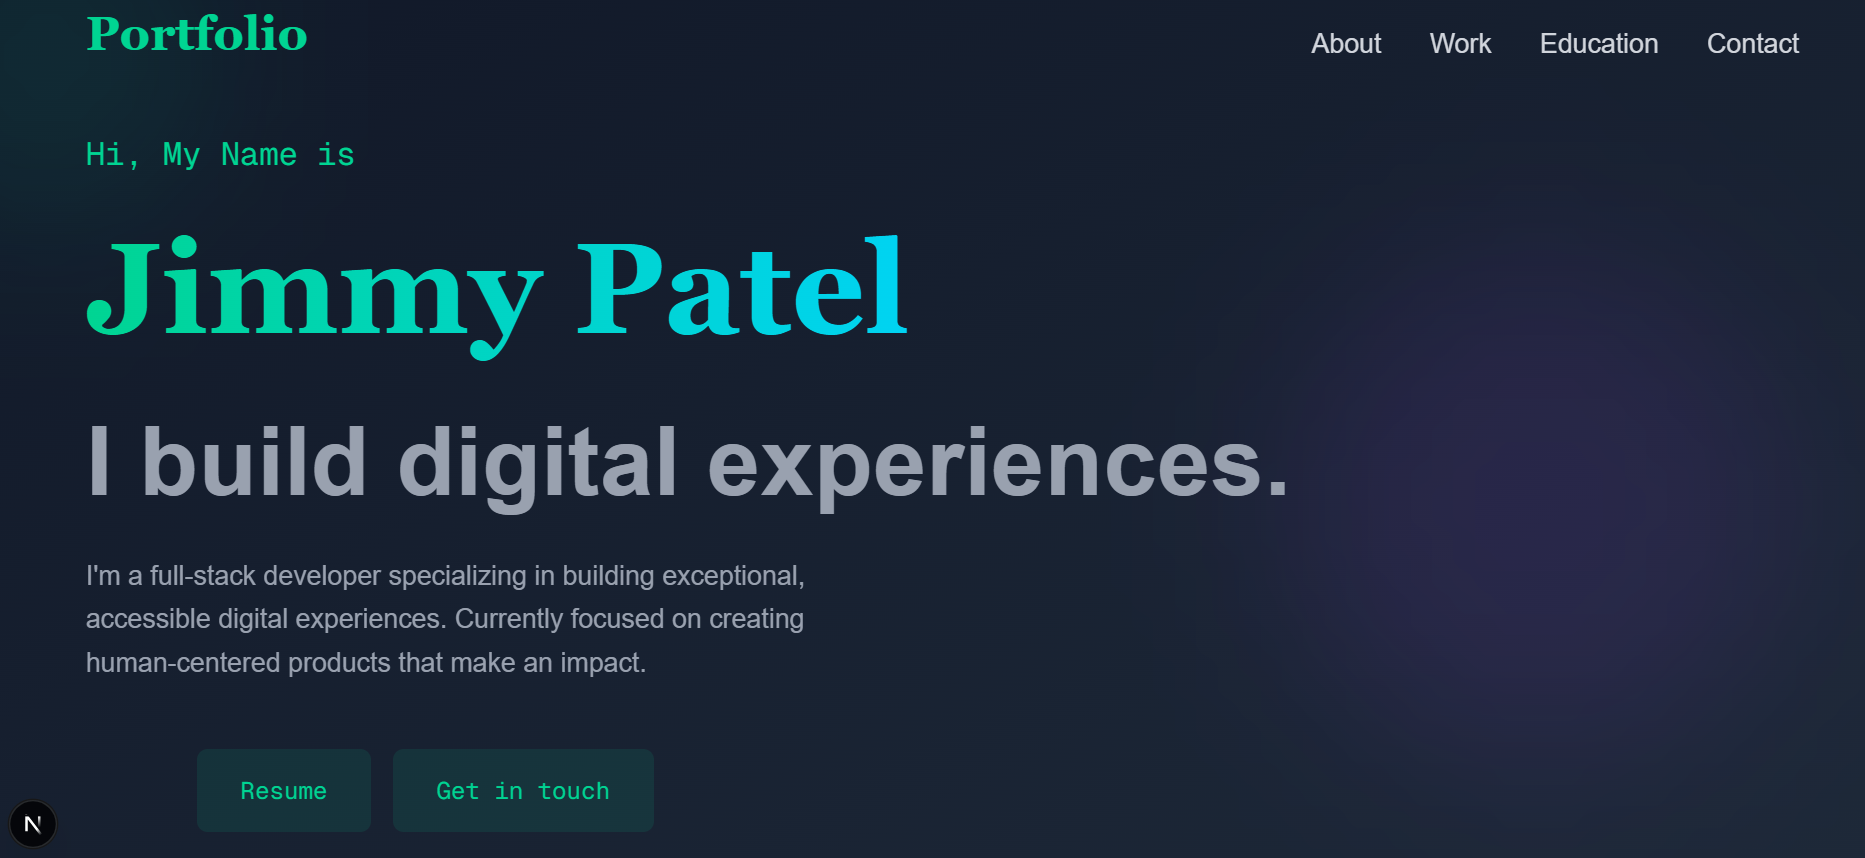 Portfolio
About
Work
Education
Contact
Hi, My Name is
Jimmy Patel
I build digital experiences.
I'm a full-stack developer specializing in building exceptional,
accessible digital experiences. Currently focused on creating
human-centered products that make an impact.
Resume
Get in touch
N